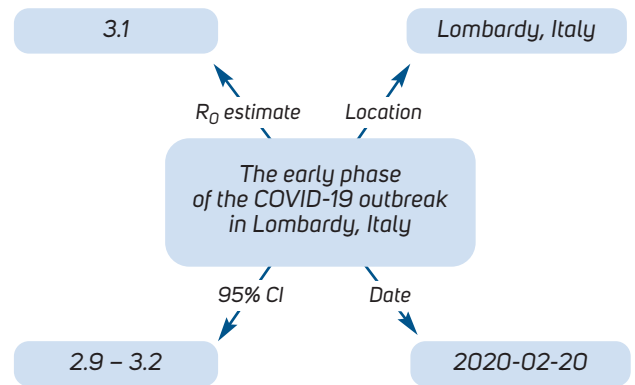 3.1
Lombardy, Italy
R₀ estimate
Location
The early phase
of the COVID-19 outbreak
in Lombardy, Italy
95% CI
Date
2.9 – 3.2
2020-02-20